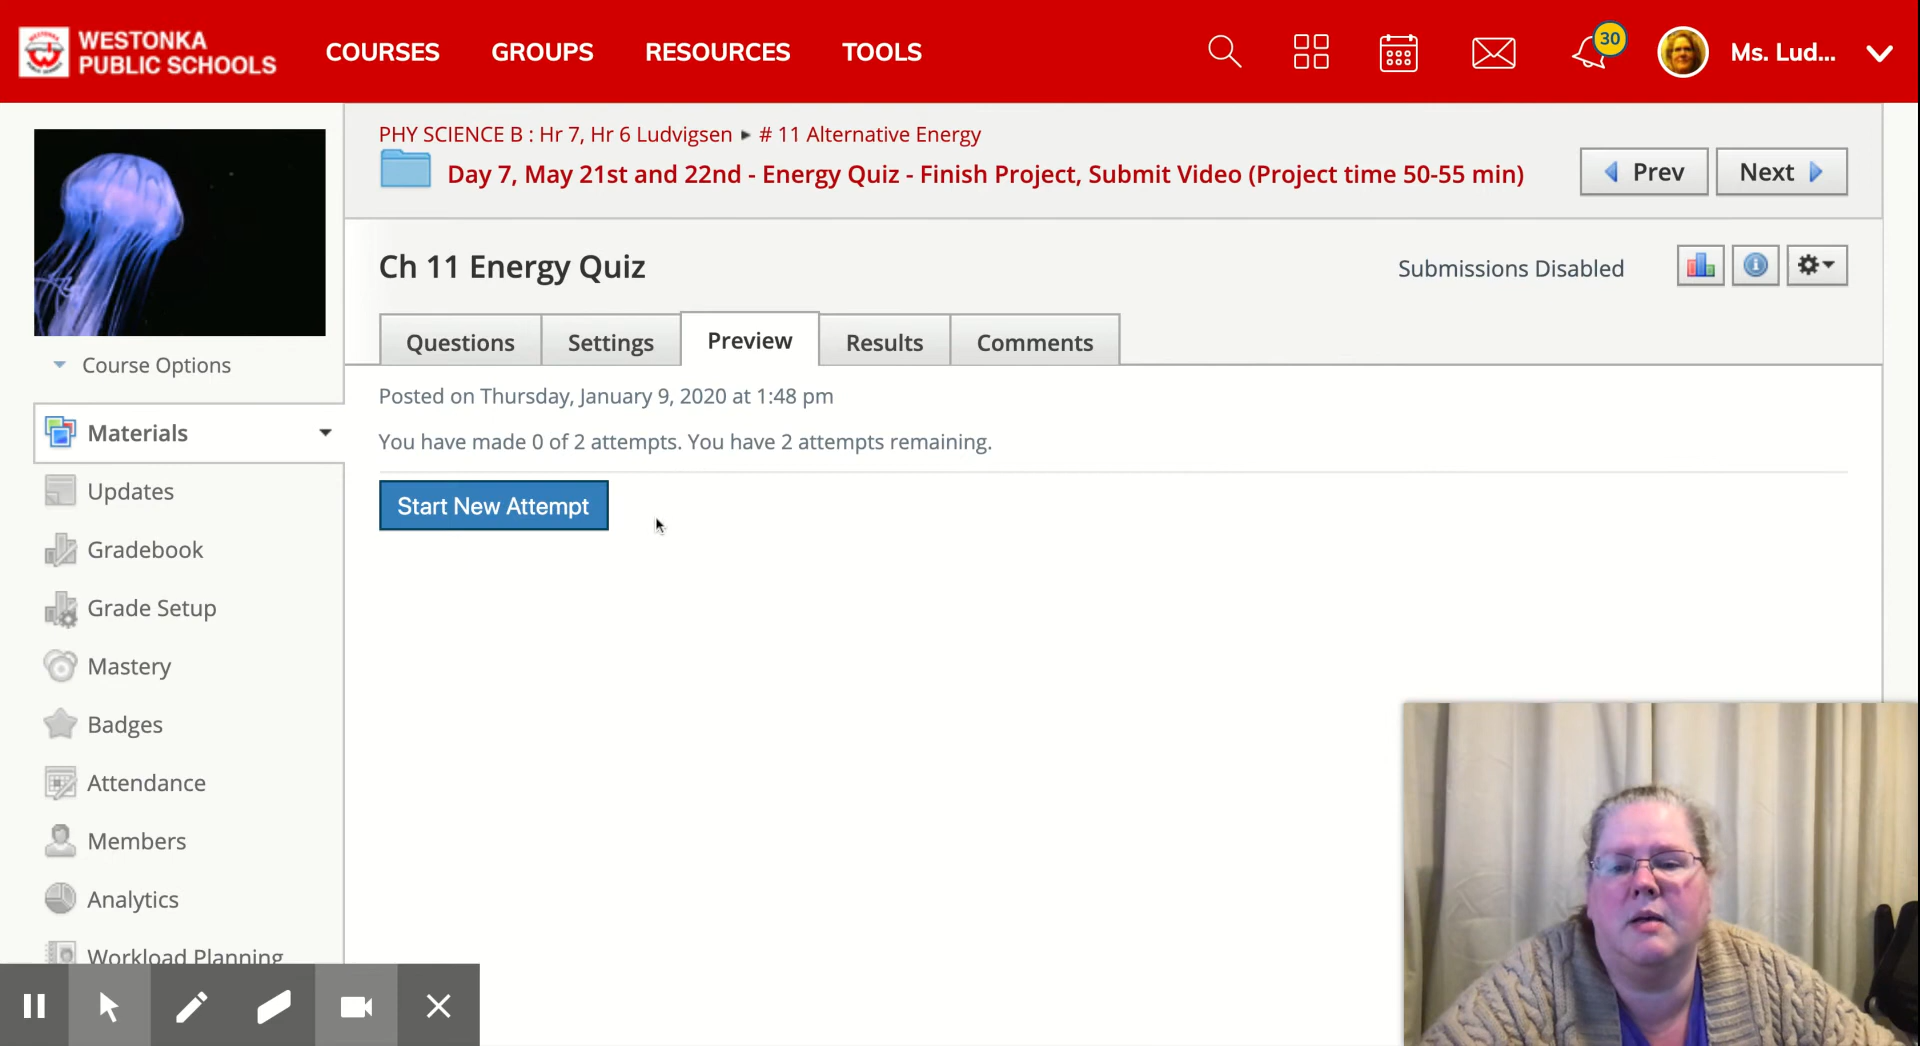 WESTONKA
PUBLIC SCHOOLS
COURSES
GROUPS
RESOURCES
TOOLS
30
Ms. Lud...
PHY SCIENCE B : Hr 7, Hr 6 Ludvigsen ▸ # 11 Alternative Energy
Day 7, May 21st and 22nd - Energy Quiz - Finish Project, Submit Video (Project time 50-55 min)
Prev
Next
Ch 11 Energy Quiz
Submissions Disabled
Questions
Settings
Preview
Results
Comments
Posted on Thursday, January 9, 2020 at 1:48 pm
You have made 0 of 2 attempts. You have 2 attempts remaining.
Start New Attempt
Course Options
Materials
Updates
Gradebook
Grade Setup
Mastery
Badges
Attendance
Members
Analytics
Workload Planning